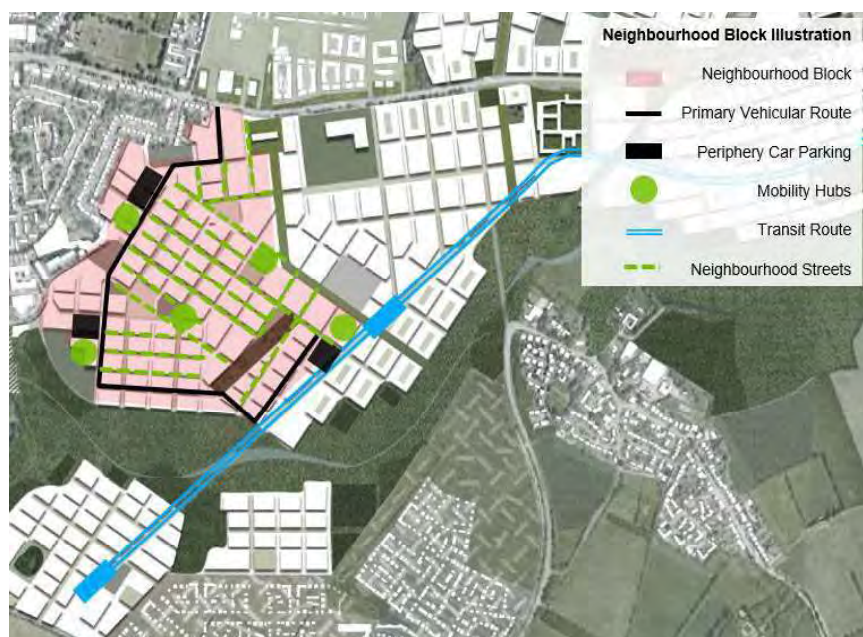 Neighbourhood Block Illustration
Neighbourhood Block
Primary Vehicular Route
Periphery Car Parking
Mobility Hubs
Transit Route
Neighbourhood Streets